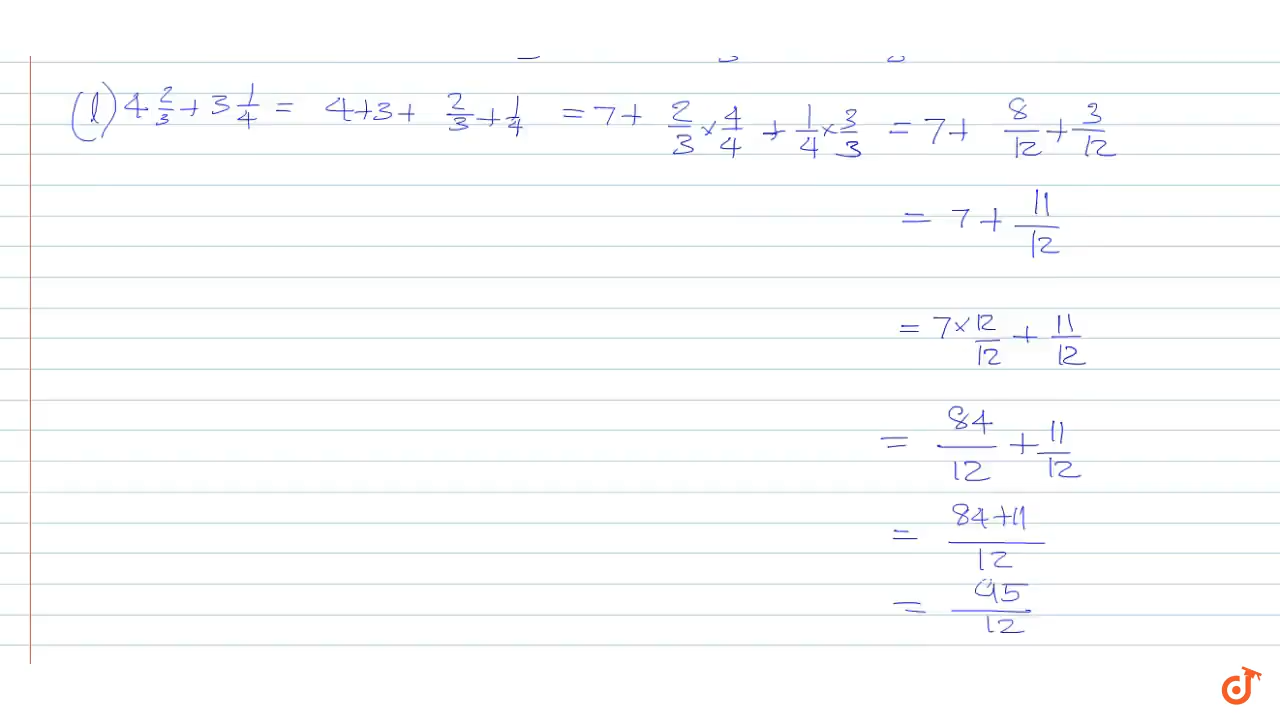 (l) 4 2/3 + 3 1/4 = 4+3+ 2/3 + 1/4 = 7+ 2/3 × 4/4 + 1/4 × 3/3 = 7+ 8/12 + 3/12
= 7 + 11/12
= 7 × 12/12 + 11/12
= 84/12 + 11/12
= 84+11/12
= 95/12